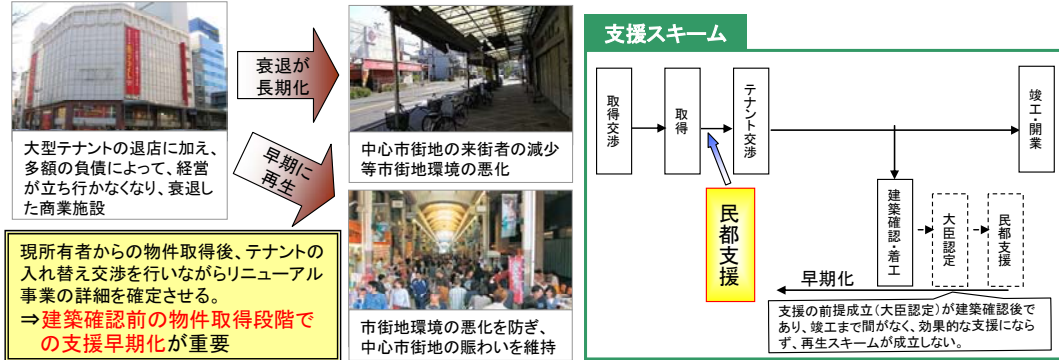 衰退が
長期化
早期に
再生
大型テナントの退店に加え、
多額の負債によって、経営
が立ち行かなくなり、衰退し
た商業施設
中心市街地の来街者の減少
等市街地環境の悪化
現所有者からの物件取得後、テナントの
入れ替え交渉を行いながらリニューアル
事業の詳細を確定させる。
⇒建築確認前の物件取得段階で
の支援早期化が重要
市街地環境の悪化を防ぎ、
中心市街地の賑わいを維持
支援スキーム
取得交渉
取得
テナント交渉
竣工・開業
民都支援
建築確認・着工
大臣認定
民都支援
早期化
支援の前提成立(大臣認定)が建築確認後で
あり、竣工まで間がなく、効果的な支援になら
ず、再生スキームが成立しない。